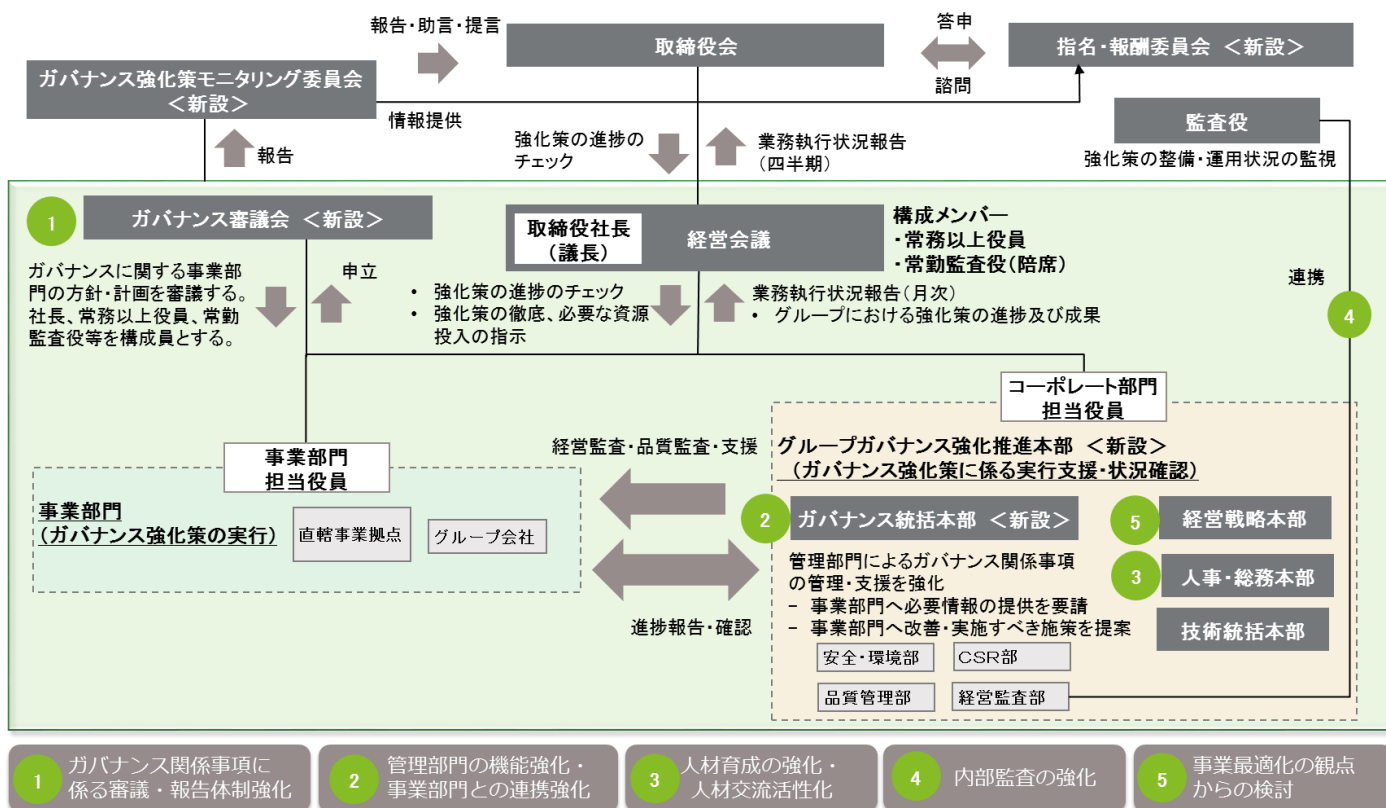 報告・助言・提言
取締役会
答申
諮問
指名・報酬委員会 ＜新設＞
ガバナンス強化策モニタリング委員会
＜新設＞
情報提供
報告
強化策の進捗の
チェック
業務執行状況報告
(四半期)
監査役
強化策の整備・運用状況の監視
1
ガバナンス審議会 ＜新設＞
取締役社長
(議長)
経営会議
構成メンバー
・常務以上役員
・常勤監査役(陪席)
ガバナンスに関する事業部
門の方針・計画を審議する。
社長、常務以上役員、常勤
監査役等を構成員とする。
申立
• 強化策の進捗のチェック
• 強化策の徹底、必要な資源
投入の指示
業務執行状況報告(月次)
• グループにおける強化策の進捗及び成果
連携
4
コーポレート部門
担当役員
事業部門
担当役員
経営監査・品質監査・支援
グループガバナンス強化推進本部 ＜新設＞
(ガバナンス強化策に係る実行支援・状況確認)
事業部門
(ガバナンス強化策の実行)
直轄事業拠点
グループ会社
2
ガバナンス統括本部 ＜新設＞
5
経営戦略本部
管理部門によるガバナンス関係事項
の管理・支援を強化
− 事業部門へ必要情報の提供を要請
− 事業部門へ改善・実施すべき施策を提案
3
人事・総務本部
技術統括本部
進捗報告・確認
安全・環境部
CSR部
品質管理部
経営監査部
1
ガバナンス関係事項に
係る審議・報告体制強化
2
管理部門の機能強化・
事業部門との連携強化
3
人材育成の強化・
人材交流活性化
4
内部監査の強化
5
事業最適化の観点
からの検討